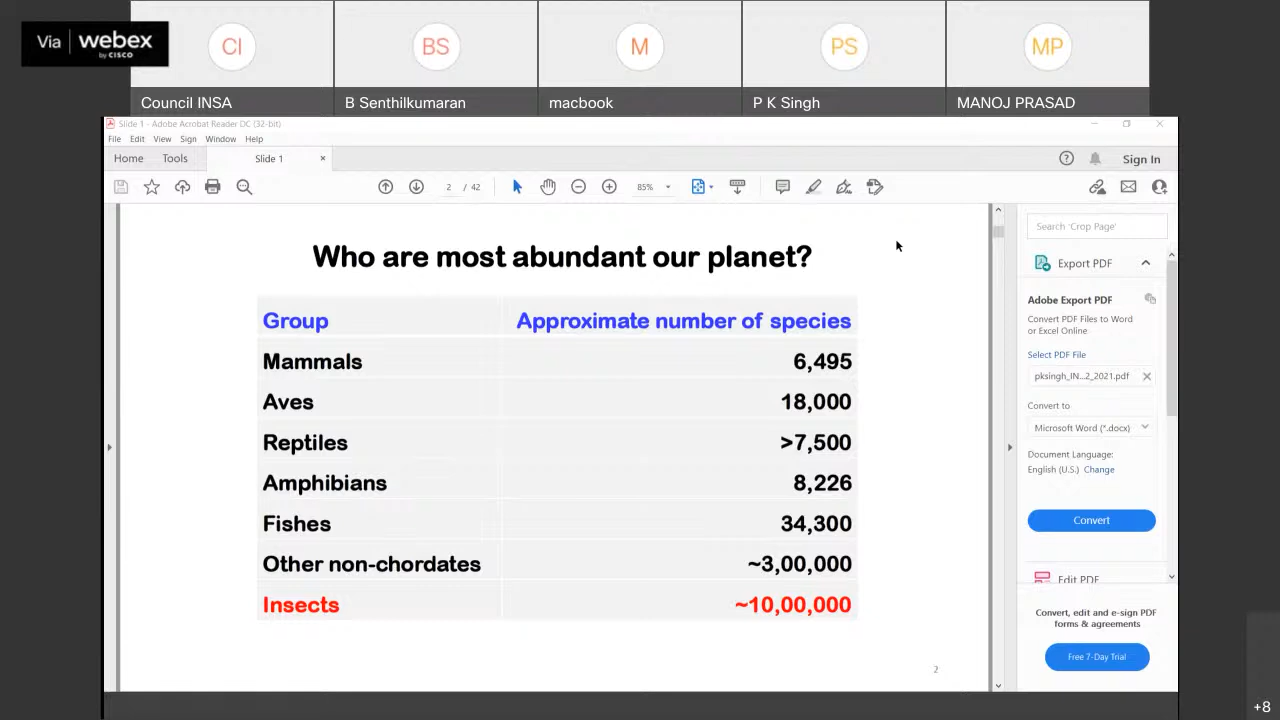 Via webex
by CISCO
CI
BS
M
PS
MP
Council INSA
B Senthilkumaran
macbook
P K Singh
MANOJ PRASAD
Slide 1 - Adobe Acrobat Reader DC (32-bit)
File Edit View Sign Window Help
Home Tools Slide 1 × Sign In
2 / 42 85%
Who are most abundant our planet?
Group Approximate number of species
Mammals 6,495
Aves 18,000
Reptiles >7,500
Amphibians 8,226
Fishes 34,300
Other non-chordates ~3,00,000
Insects ~10,00,000
2
Search 'Crop Page'
Export PDF
Adobe Export PDF
Convert PDF Files to Word
or Excel Online
Select PDF File
pksingh_IN...2_2021.pdf
Convert to
Microsoft Word (*.docx)
Document Language:
English (U.S.) Change
Convert
Edit PDF
Convert, edit and e-sign PDF
forms & agreements
Free 7-Day Trial
+8